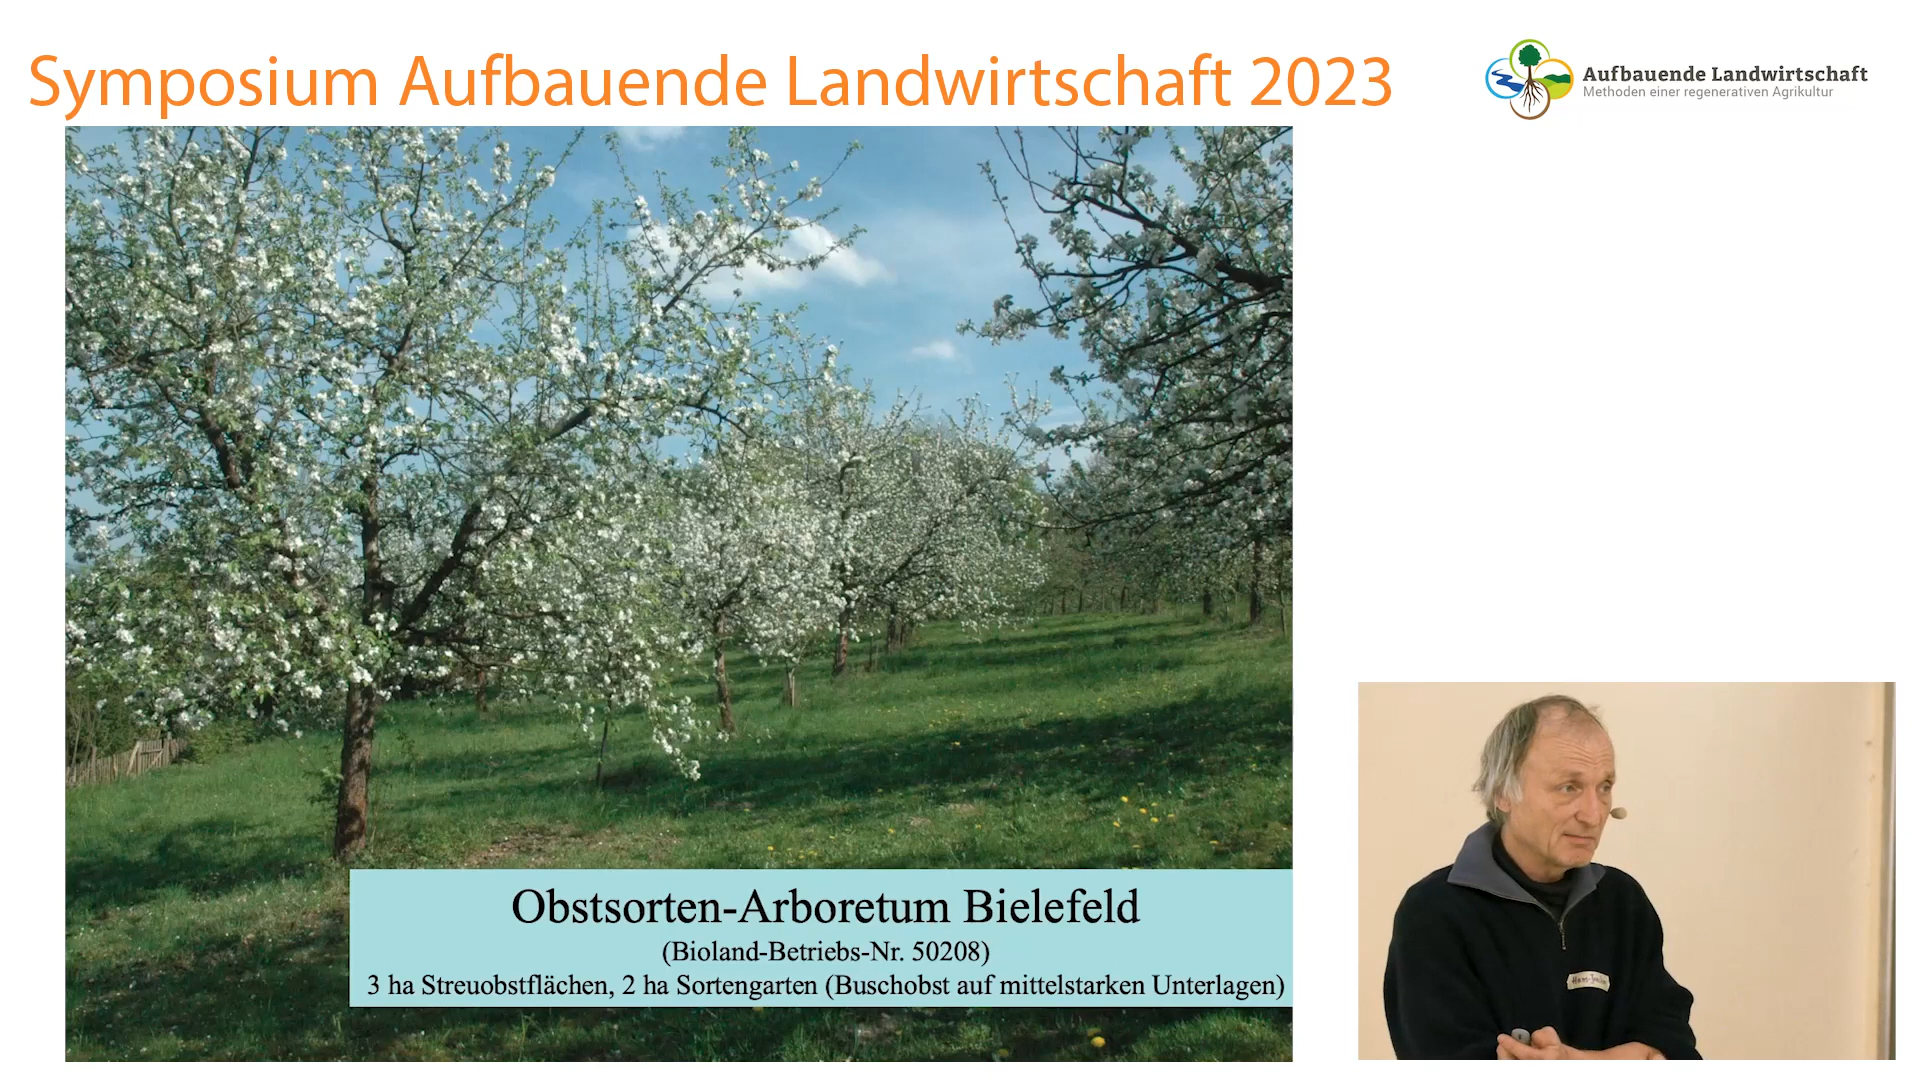 Symposium Aufbauende Landwirtschaft 2023
Aufbauende Landwirtschaft
Methoden einer regenerativen Agrikultur
Obstsorten-Arboretum Bielefeld
(Bioland-Betriebs-Nr. 50208)
3 ha Streuobstflächen, 2 ha Sortengarten (Buschobst auf mittelstarken Unterlagen)